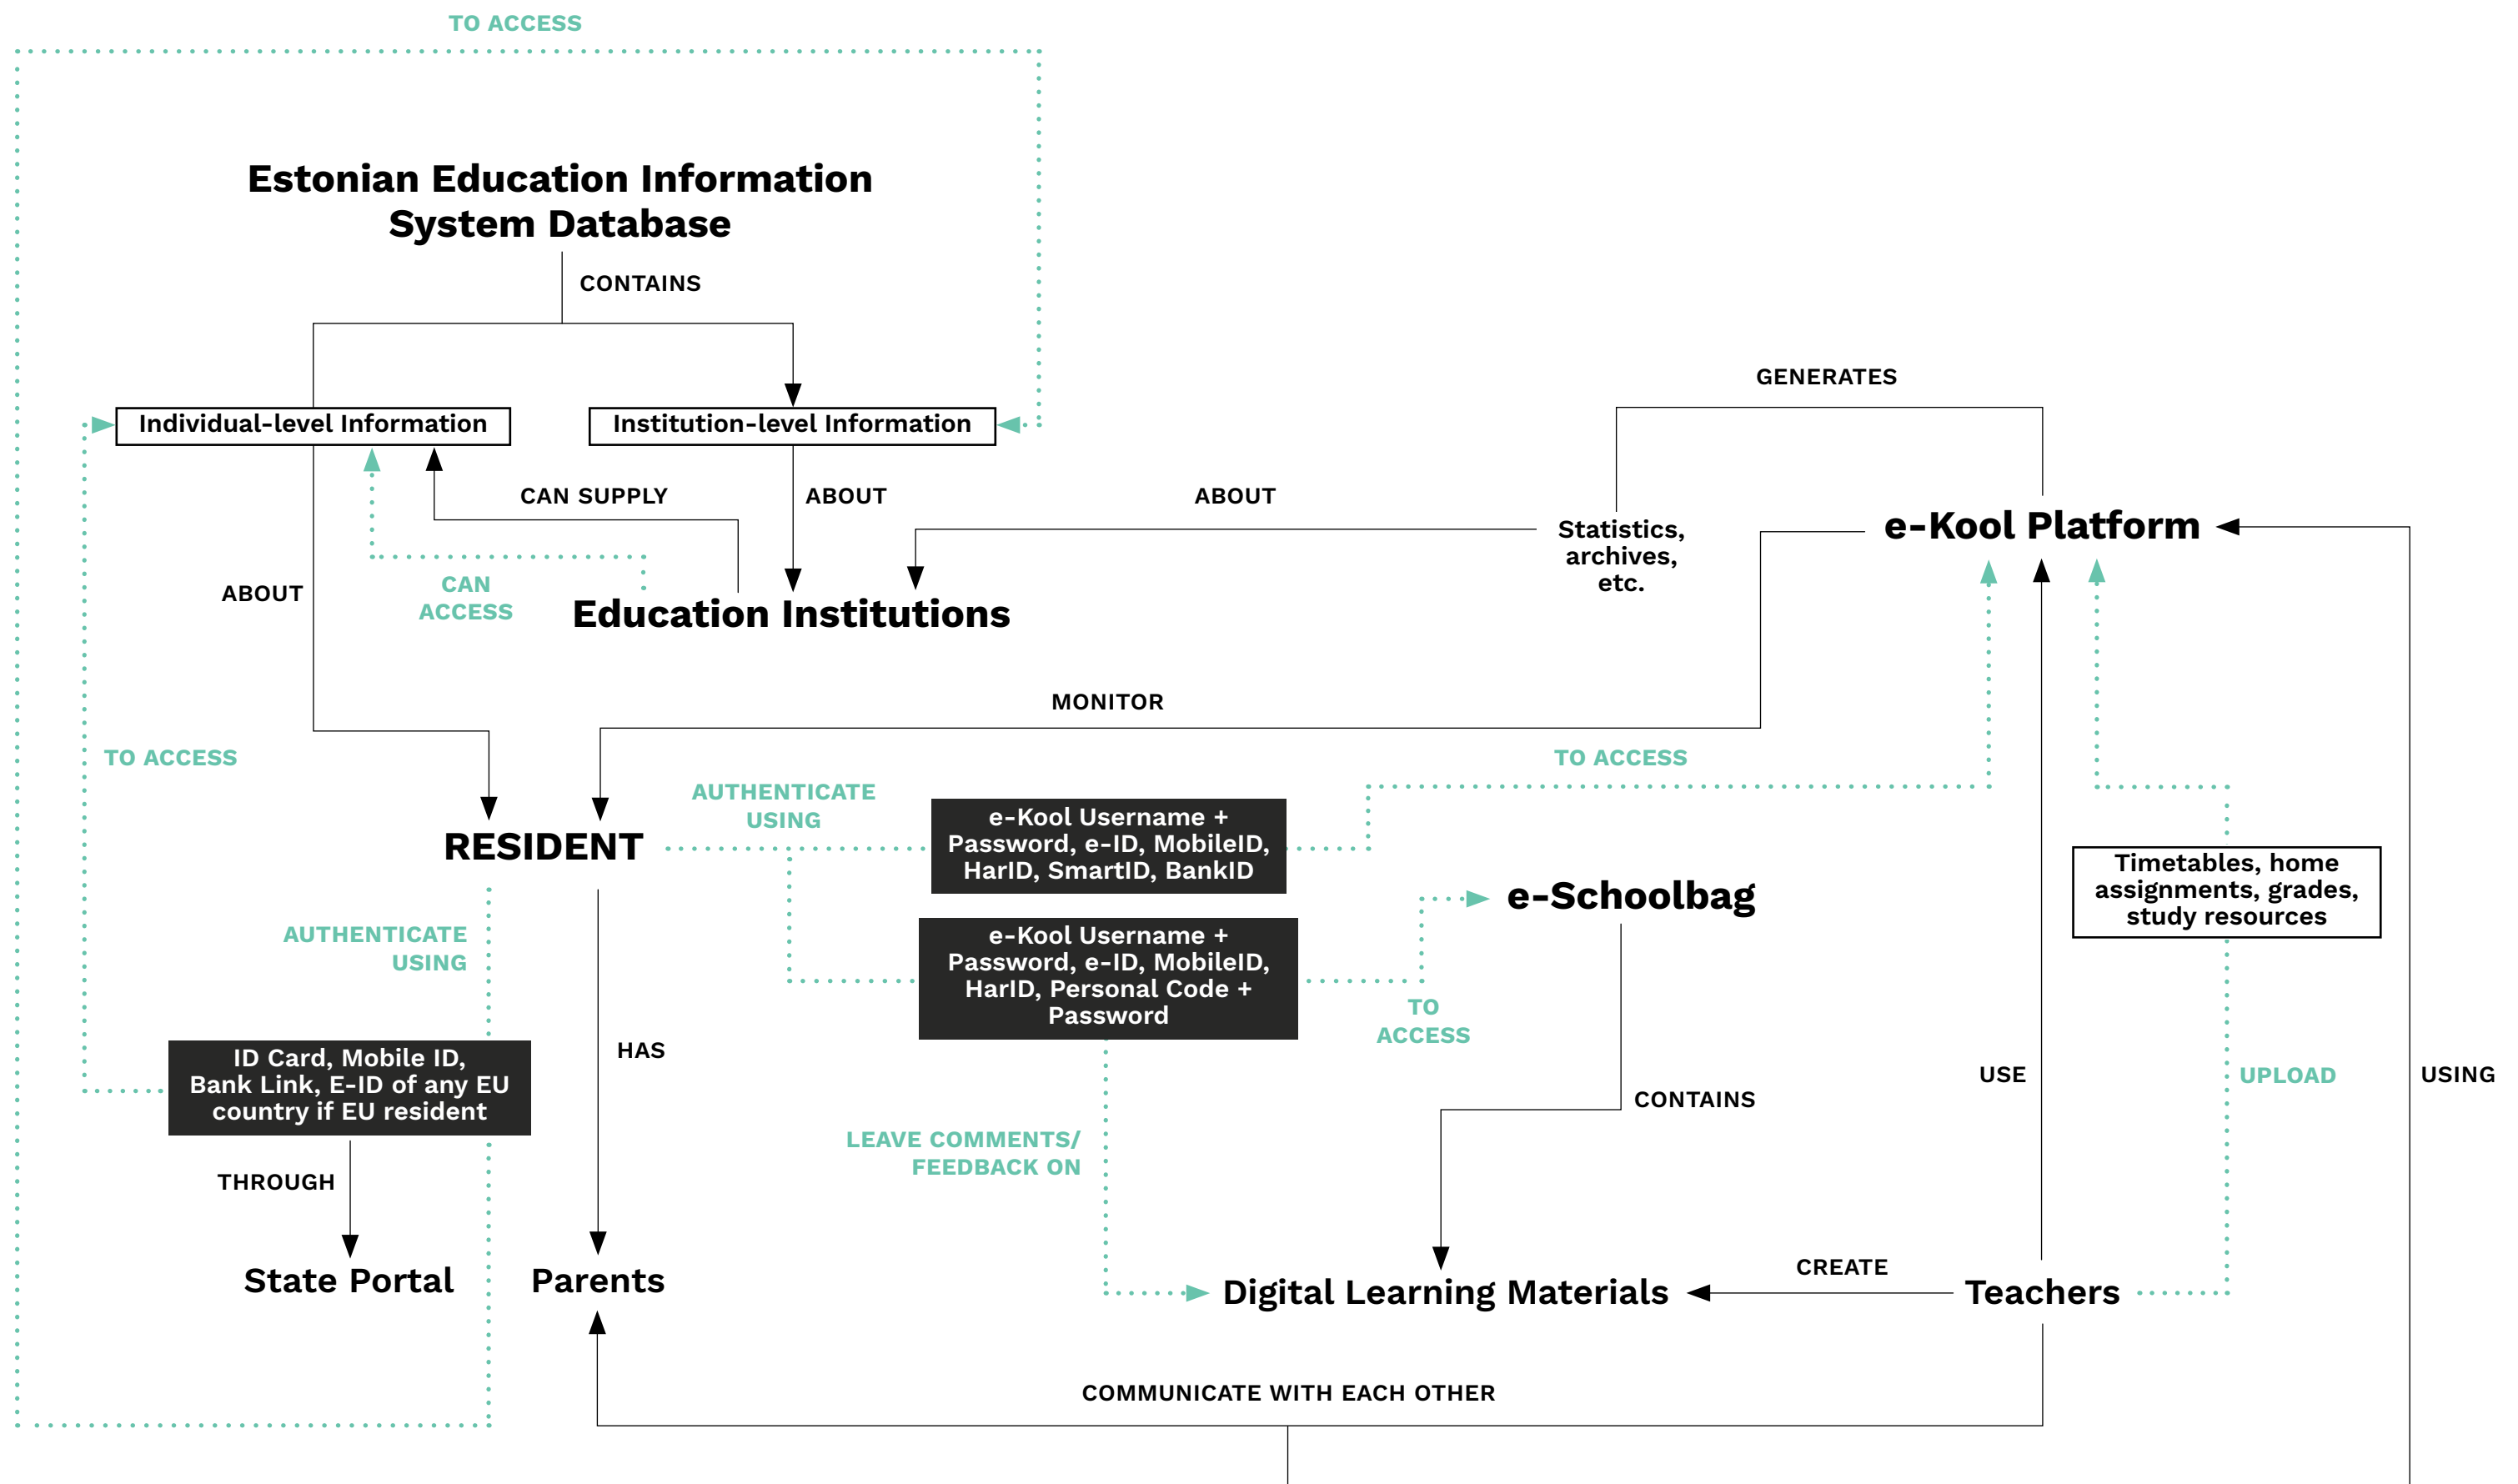 TO ACCESS
Estonian Education Information
System Database
CONTAINS
Individual-level Information
Institution-level Information
GENERATES
CAN SUPPLY
ABOUT
ABOUT
Statistics,
archives,
etc.
e-Kool Platform
CAN
ACCESS
ABOUT
Education Institutions
MONITOR
TO ACCESS
TO ACCESS
AUTHENTICATE
USING
e-Kool Username +
Password, e-ID, MobileID,
HarID, SmartID, BankID
RESIDENT
Timetables, home
assignments, grades,
study resources
e-Schoolbag
AUTHENTICATE
USING
e-Kool Username +
Password, e-ID, MobileID,
HarID, Personal Code +
Password
TO
ACCESS
ID Card, Mobile ID,
Bank Link, E-ID of any EU
country if EU resident
HAS
USE
UPLOAD
USING
CONTAINS
LEAVE COMMENTS/
FEEDBACK ON
THROUGH
State Portal
Parents
Digital Learning Materials
CREATE
Teachers
COMMUNICATE WITH EACH OTHER